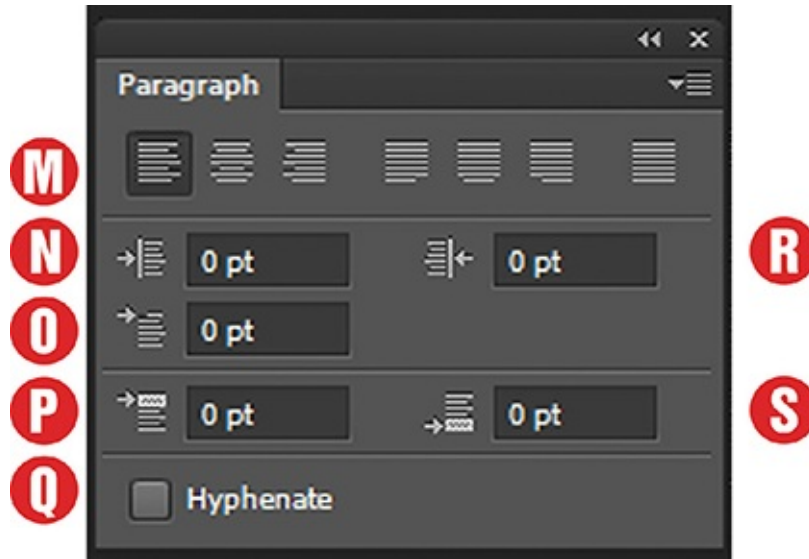 Paragraph
M
N 0 pt 0 pt R
O 0 pt
P 0 pt 0 pt S
Q Hyphenate